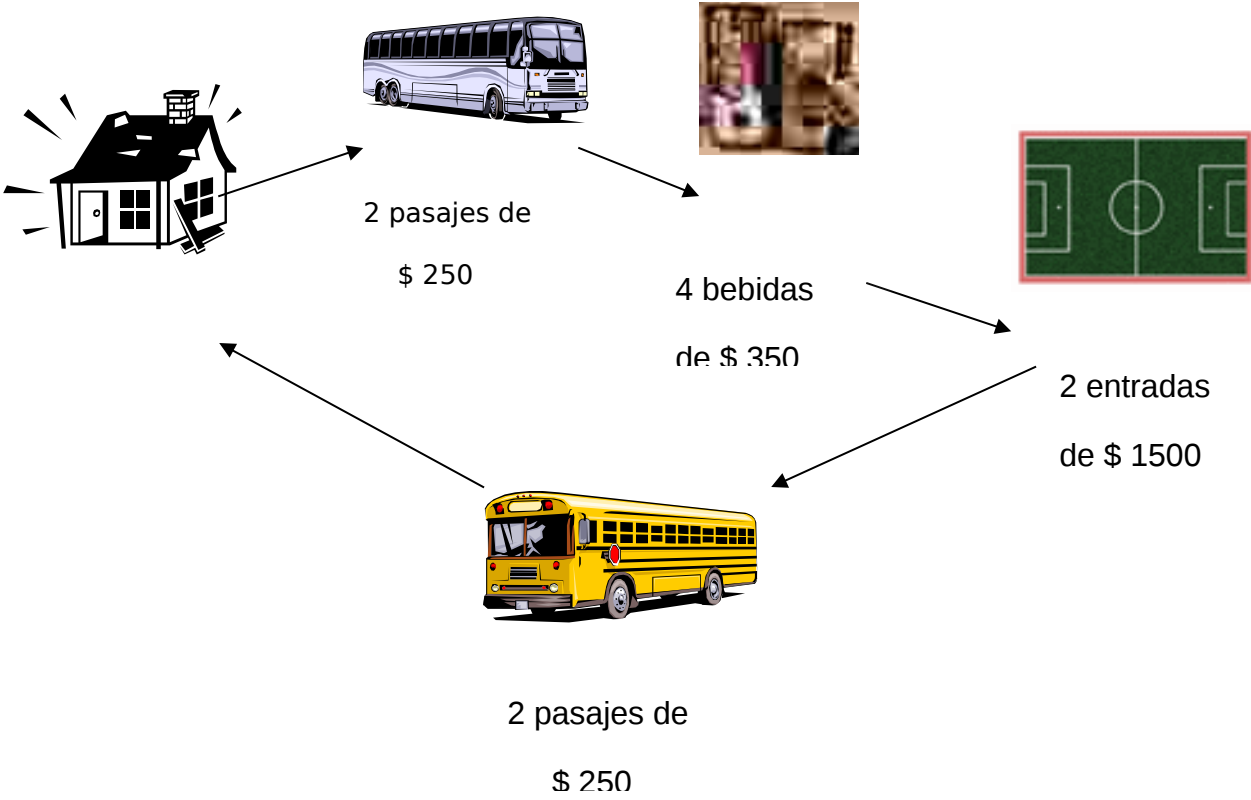 2 pasajes de
$ 250
4 bebidas
de $ 350
2 entradas
de $ 1500
2 pasajes de
$ 250